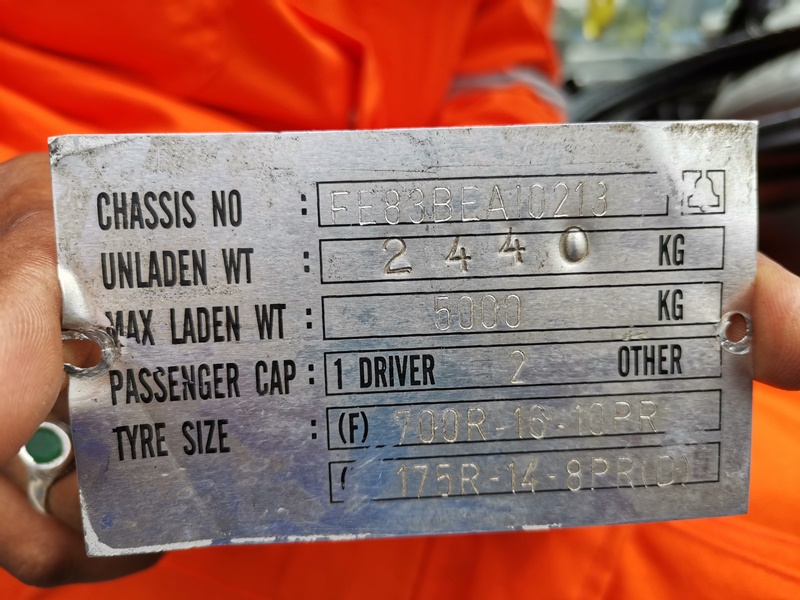 CHASSIS NO : FE83BEA10213
UNLADEN WT : 2440 KG
MAX LADEN WT : 5000 KG
PASSENGER CAP : 1 DRIVER 2 OTHER
TYRE SIZE : (F) 700R-16-10PR
( 175R-14-8PR(D)